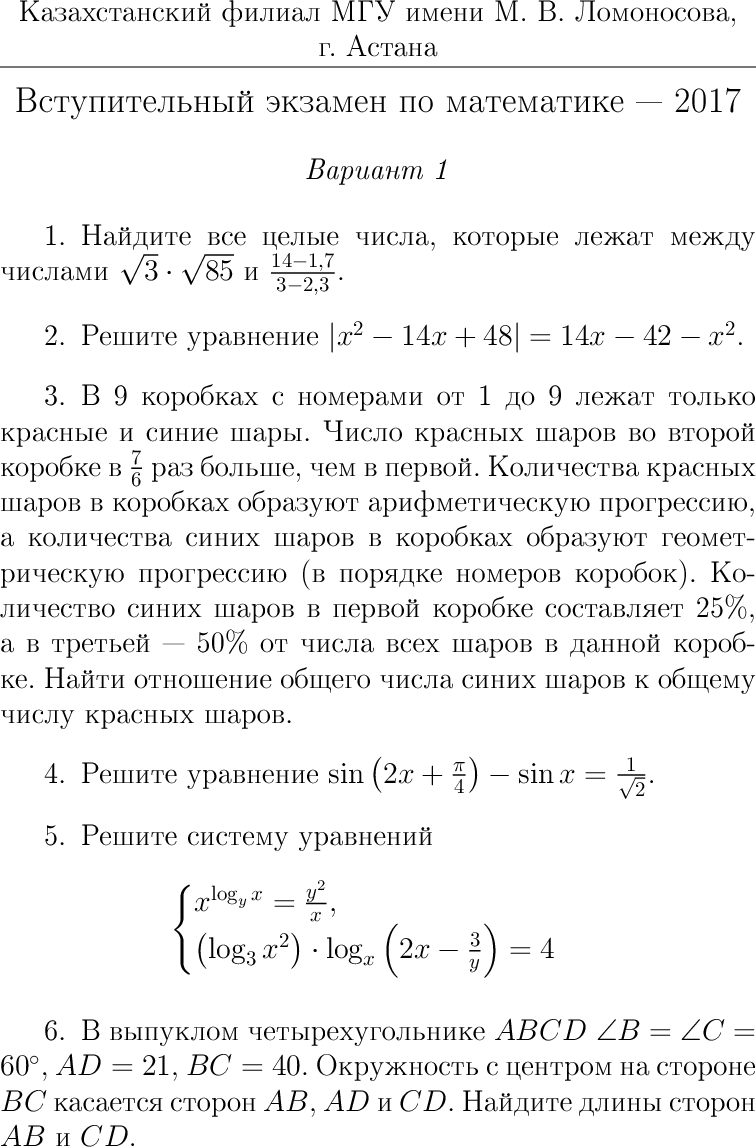 Казахстанский филиал МГУ имени М. В. Ломоносова,
г. Астана
Вступительный экзамен по математике — 2017
Вариант 1
1. Найдите все целые числа, которые лежат между
числами $\sqrt{3} \cdot \sqrt{85}$ и $\frac{14-1,7}{3-2,3}$.
2. Решите уравнение $|x^2 - 14x + 48| = 14x - 42 - x^2$.
3. В 9 коробках с номерами от 1 до 9 лежат только
красные и синие шары. Число красных шаров во второй
коробке в $\frac{7}{6}$ раз больше, чем в первой. Количества красных
шаров в коробках образуют арифметическую прогрессию,
а количества синих шаров в коробках образуют геомет-
рическую прогрессию (в порядке номеров коробок). Ко-
личество синих шаров в первой коробке составляет 25%,
а в третьей — 50% от числа всех шаров в данной короб-
ке. Найти отношение общего числа синих шаров к общему
числу красных шаров.
4. Решите уравнение $\sin\left(2x + \frac{\pi}{4}\right) - \sin x = \frac{1}{\sqrt{2}}$.
5. Решите систему уравнений
$\begin{cases} x^{\log_y x} = \frac{y^2}{x}, \\ \left(\log_3 x^2\right) \cdot \log_x \left(2x - \frac{3}{y}\right) = 4 \end{cases}$
6. В выпуклом четырехугольнике $ABCD$ $\angle B = \angle C =$
$60^\circ$, $AD = 21$, $BC = 40$. Окружность с центром на стороне
$BC$ касается сторон $AB$, $AD$ и $CD$. Найдите длины сторон
$AB$ и $CD$.